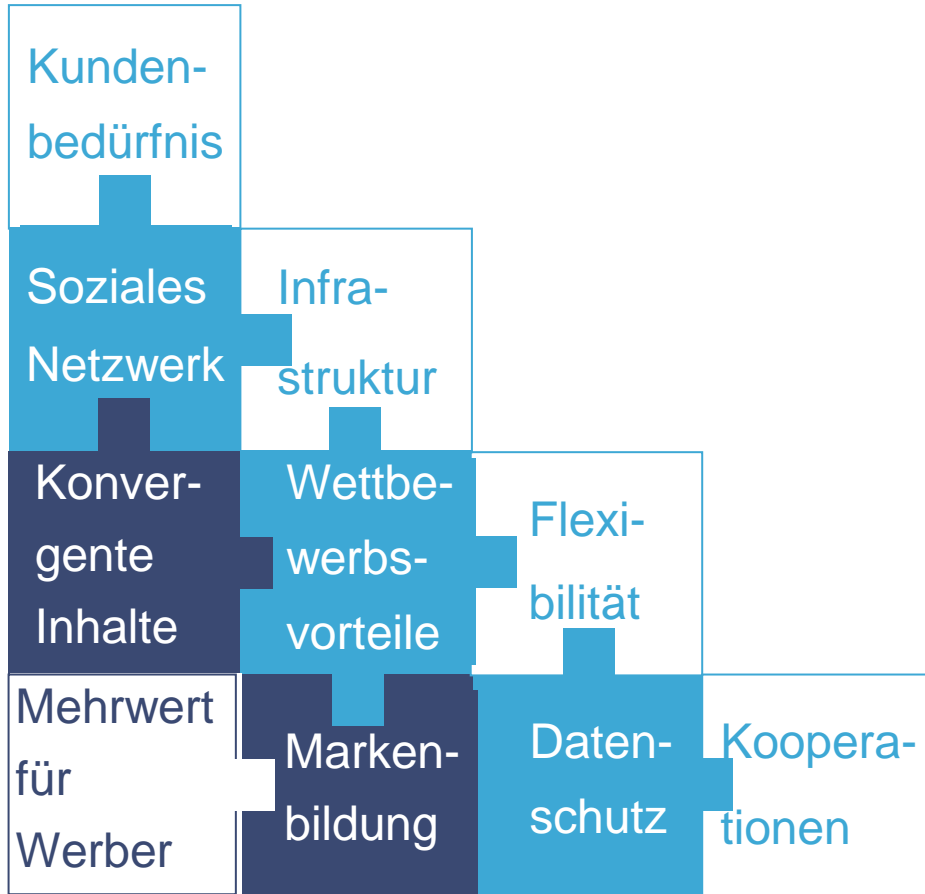 Kunden-
bedürfnis
Soziales
Netzwerk
Infra-
struktur
Konver-
gente
Inhalte
Wettbe-
werbs-
vorteile
Flexi-
bilität
Mehrwert
für
Werber
Marken-
bildung
Daten-
schutz
Koopera-
tionen